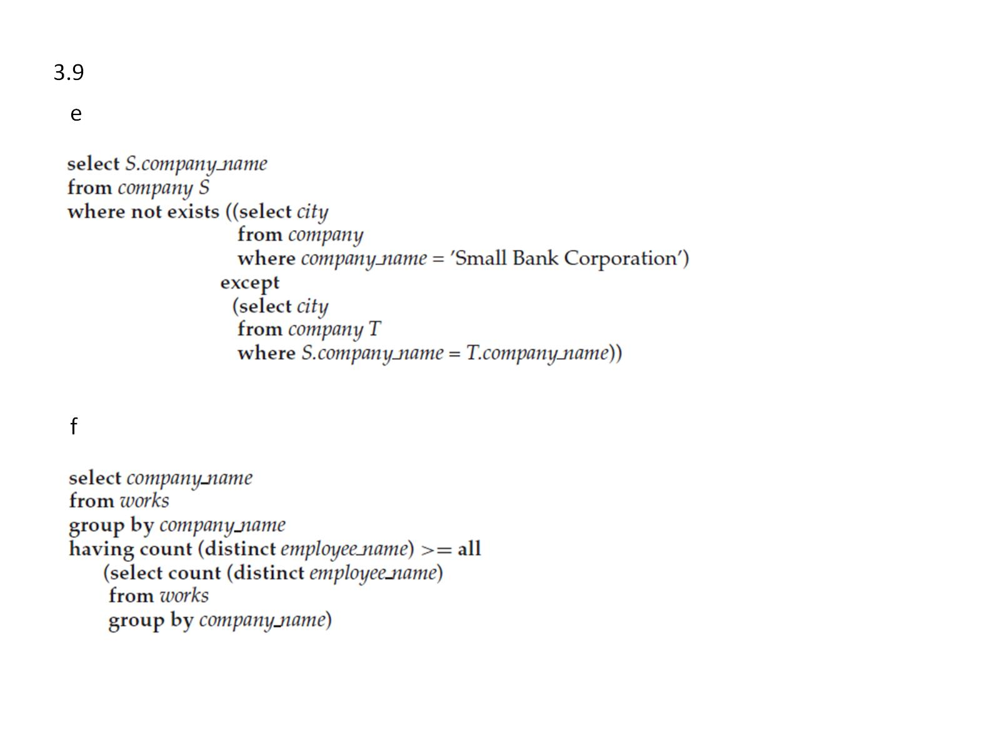 3.9
e
select S.company_name
from company S
where not exists ((select city
from company
where company_name = ′Small Bank Corporation′)
except
(select city
from company T
where S.company_name = T.company_name))
f
select company_name
from works
group by company_name
having count (distinct employee_name) >= all
(select count (distinct employee_name)
from works
group by company_name)